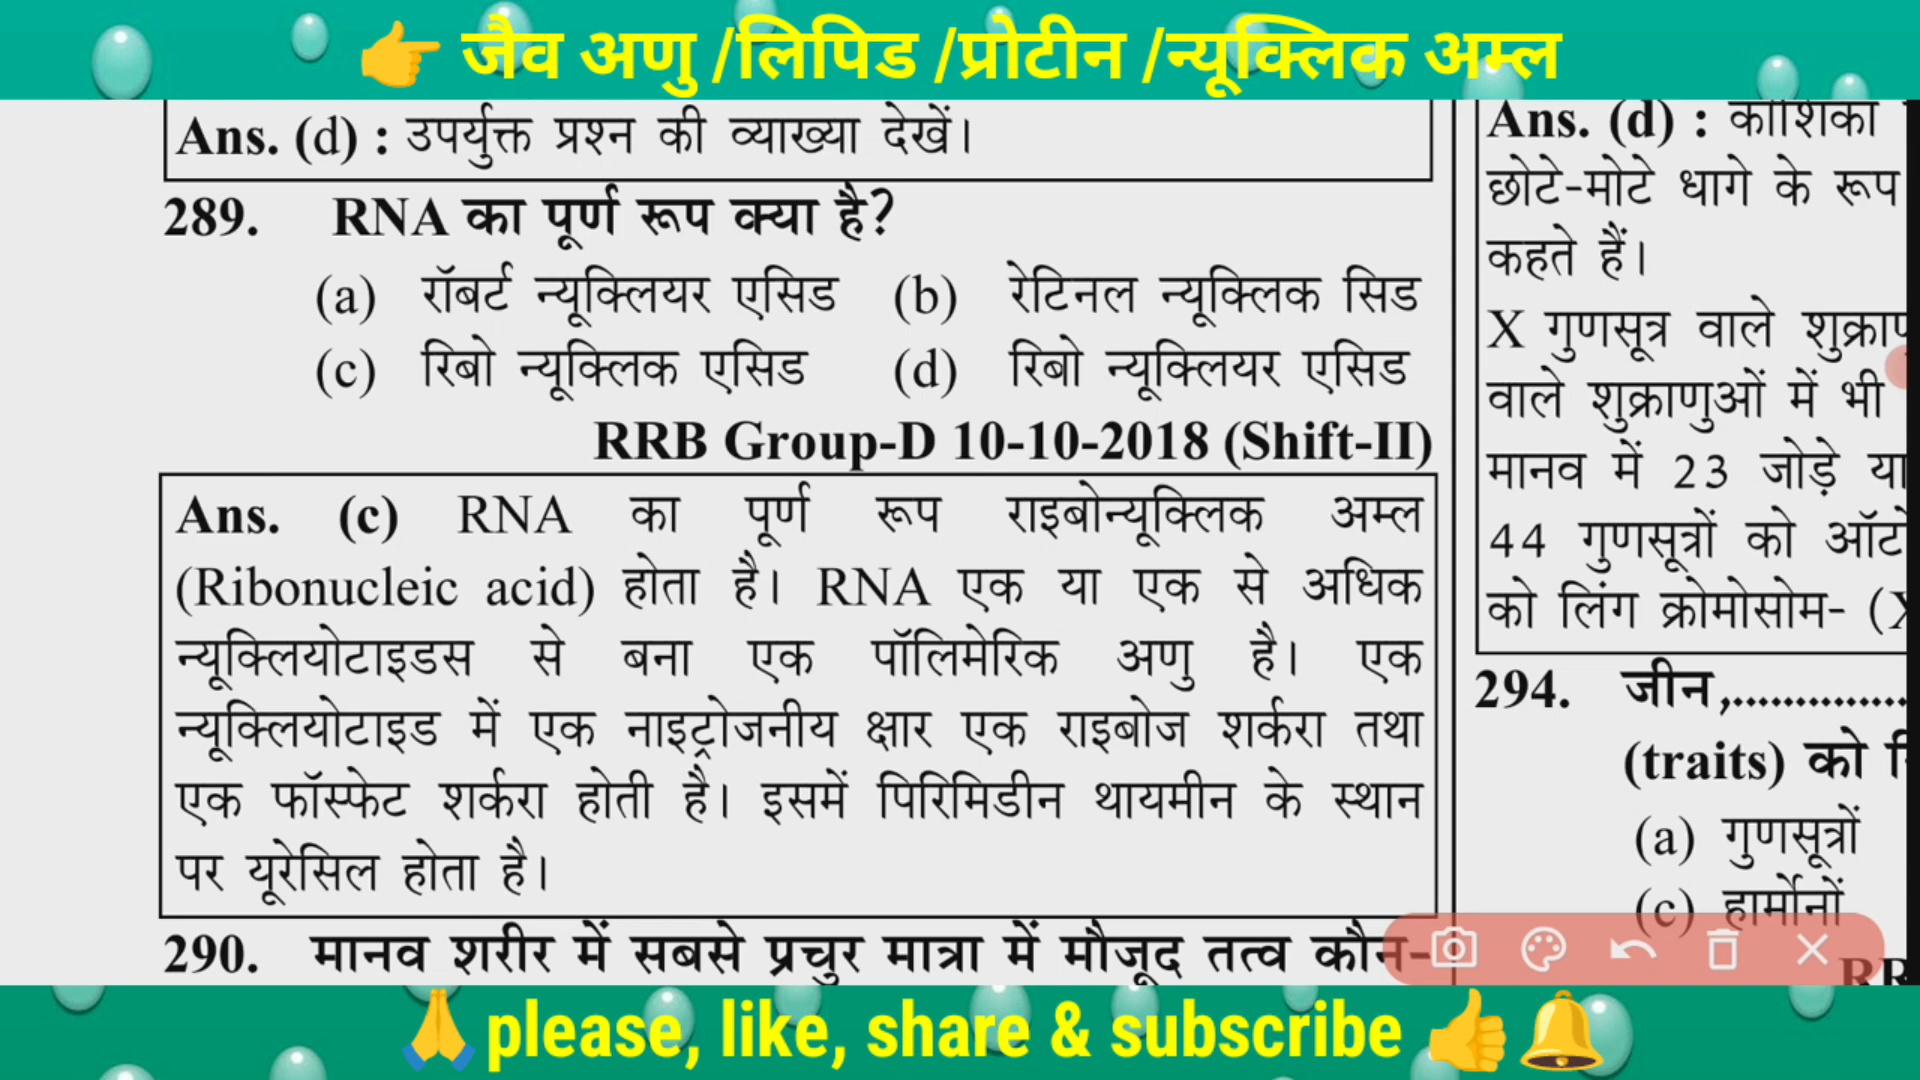 👉 जैव अणु /लिपिड /प्रोटीन /न्यूक्लिक अम्ल
Ans. (d) : उपर्युक्त प्रश्न की व्याख्या देखें।
289. RNA का पूर्ण रूप क्या है?
(a) रॉबर्ट न्यूक्लियर एसिड (b) रेटिनल न्यूक्लिक सिड
(c) रिबो न्यूक्लिक एसिड (d) रिबो न्यूक्लियर एसिड
RRB Group-D 10-10-2018 (Shift-II)
Ans. (c) RNA का पूर्ण रूप राइबोन्यूक्लिक अम्ल
(Ribonucleic acid) होता है। RNA एक या एक से अधिक
न्यूक्लियोटाइडस से बना एक पॉलिमेरिक अणु है। एक
न्यूक्लियोटाइड में एक नाइट्रोजनीय क्षार एक राइबोज शर्करा तथा
एक फॉस्फेट शर्करा होती है। इसमें पिरिमिडीन थायमीन के स्थान
पर यूरेसिल होता है।
290. मानव शरीर में सबसे प्रचुर मात्रा में मौजूद तत्व कौन-
Ans. (d) : कोशिका
छोटे-मोटे धागे के रूप
कहते हैं।
X गुणसूत्र वाले
वाले शुक्राणुओं में भी
मानव में 23 जोड़े
44 गुणसूत्रों को
को लिंग क्रोमोसोम- (
294. जीन,..............
(traits) को
(a) गुणसूत्रों
(c) हार्मोनों
🙏 please, like, share & subscribe 👍 🔔